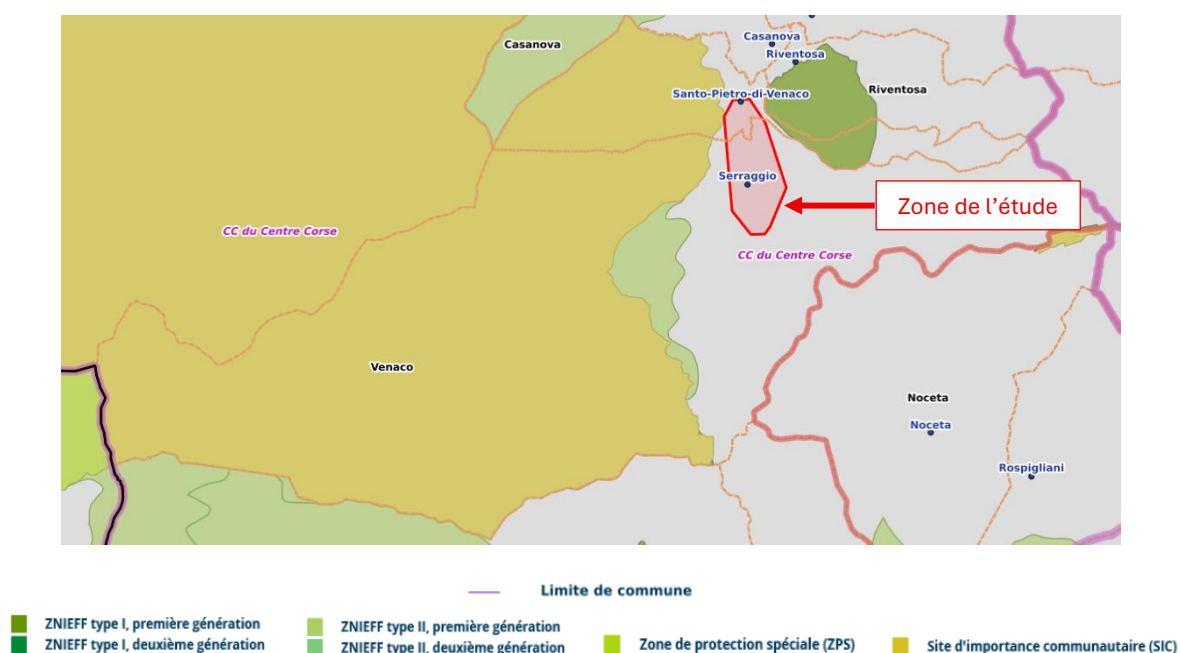 Casanova
Casanova
Riventosa
Riventosa
Santo-Pietro-di-Venaco
Serraggio
Zone de l'étude
CC du Centre Corse
CC du Centre Corse
Venaco
Noceta
Noceta
Rospigliani
Limite de commune
ZNIEFF type I, première génération
ZNIEFF type II, première génération
ZNIEFF type I, deuxième génération
ZNIEFF type II, deuxième génération
Zone de protection spéciale (ZPS)
Site d'importance communautaire (SIC)